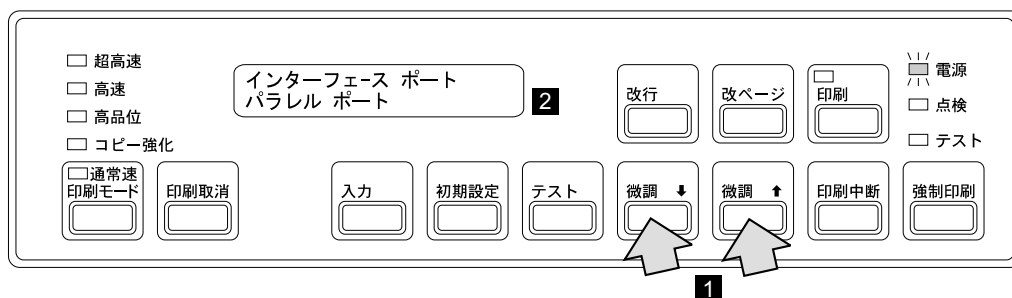 超高速
高速
高品位
コピー強化
通常速
印刷モード
印刷取消
インターフェース ポート
パラレル ポート
2
入力
初期設定
テスト
改行
改ページ
印刷
微調 ⬇
微調 ⬆
印刷中断
強制印刷
電源
点検
テスト
1